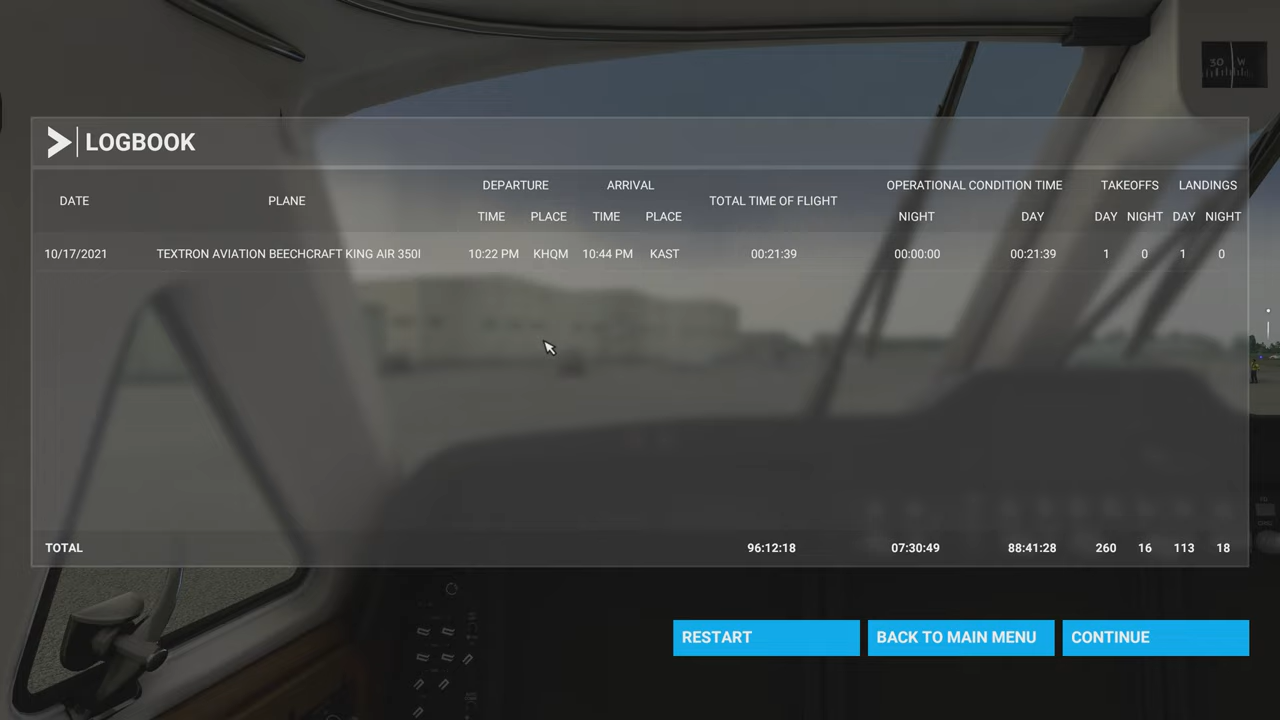 30 W
LOGBOOK
DEPARTURE ARRIVAL OPERATIONAL CONDITION TIME TAKEOFFS LANDINGS
DATE PLANE TOTAL TIME OF FLIGHT
TIME PLACE TIME PLACE NIGHT DAY DAY NIGHT DAY NIGHT
10/17/2021 TEXTRON AVIATION BEECHCRAFT KING AIR 350I 10:22 PM KHQM 10:44 PM KAST 00:21:39 00:00:00 00:21:39 1 0 1 0
TOTAL 96:12:18 07:30:49 88:41:28 260 16 113 18
RESTART BACK TO MAIN MENU CONTINUE